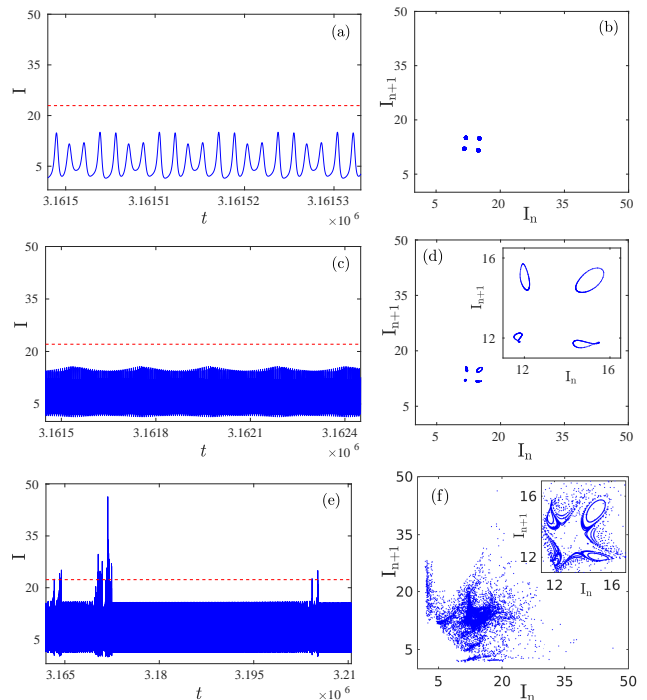 50
35
20
5
I
(a)
3.1615
3.16151
3.16152
3.16153
t
×10^6
50
35
20
5
I_{n+1}
(b)
5
15
35
50
I_n
50
35
20
5
I
(c)
3.1615
3.1618
3.1621
3.1624
t
×10^6
50
35
20
5
I_{n+1}
(d)
16
12
I_{n+1}
12
16
I_n
5
20
35
50
I_n
50
35
20
5
I
(e)
3.165
3.18
3.195
3.21
t
×10^6
50
35
20
5
I_{n+1}
(f)
16
12
I_{n+1}
12
16
I_n
5
20
35
50
I_n